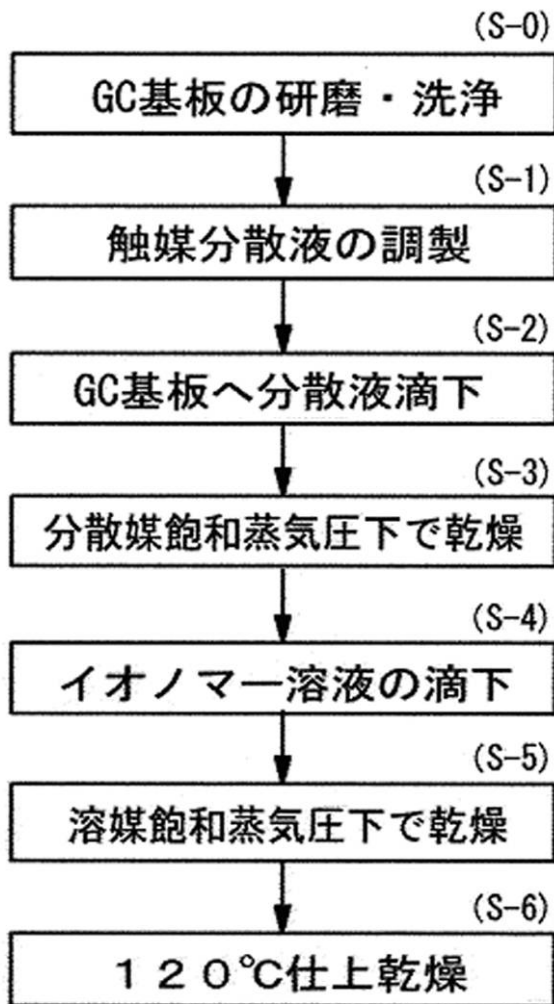 (S-0)
GC基板の研磨・洗浄
(S-1)
触媒分散液の調製
(S-2)
GC基板へ分散液滴下
(S-3)
分散媒飽和蒸気圧下で乾燥
(S-4)
イオノマー溶液の滴下
(S-5)
溶媒飽和蒸気圧下で乾燥
(S-6)
１２０℃仕上乾燥